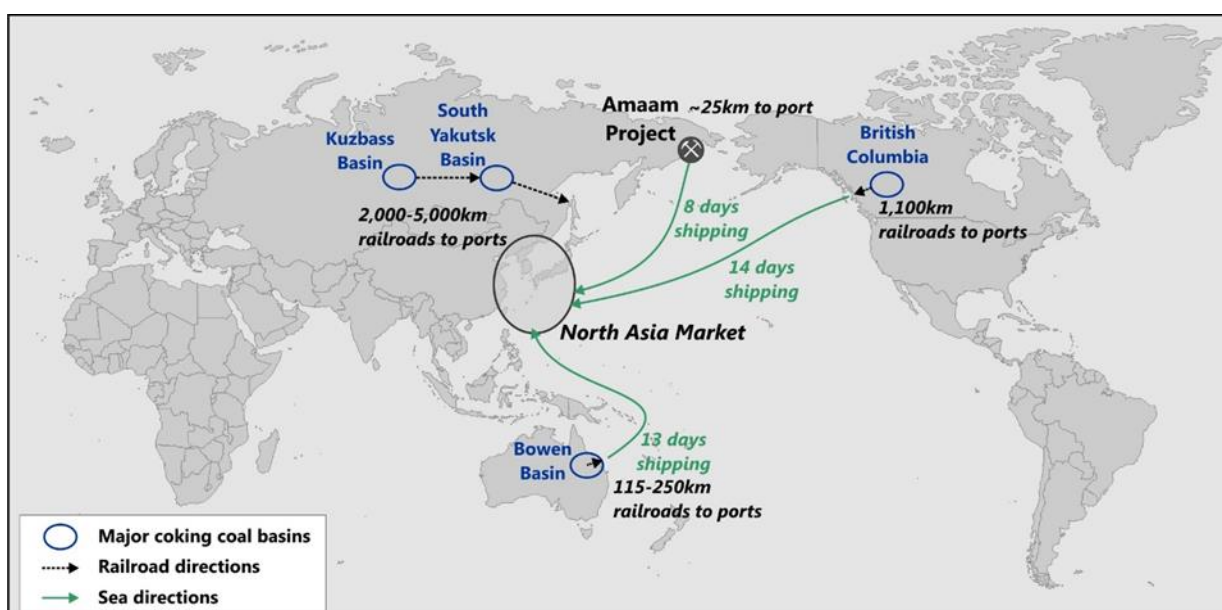 Amaam
Project
~25km to port
South
Yakutsk
Basin
Kuzbass
Basin
British
Columbia
2,000-5,000km
railroads to ports
8 days
shipping
1,100km
railroads to ports
14 days
shipping
North Asia Market
Bowen
Basin
13 days
shipping
115-250km
railroads to ports
Major coking coal basins
Railroad directions
Sea directions